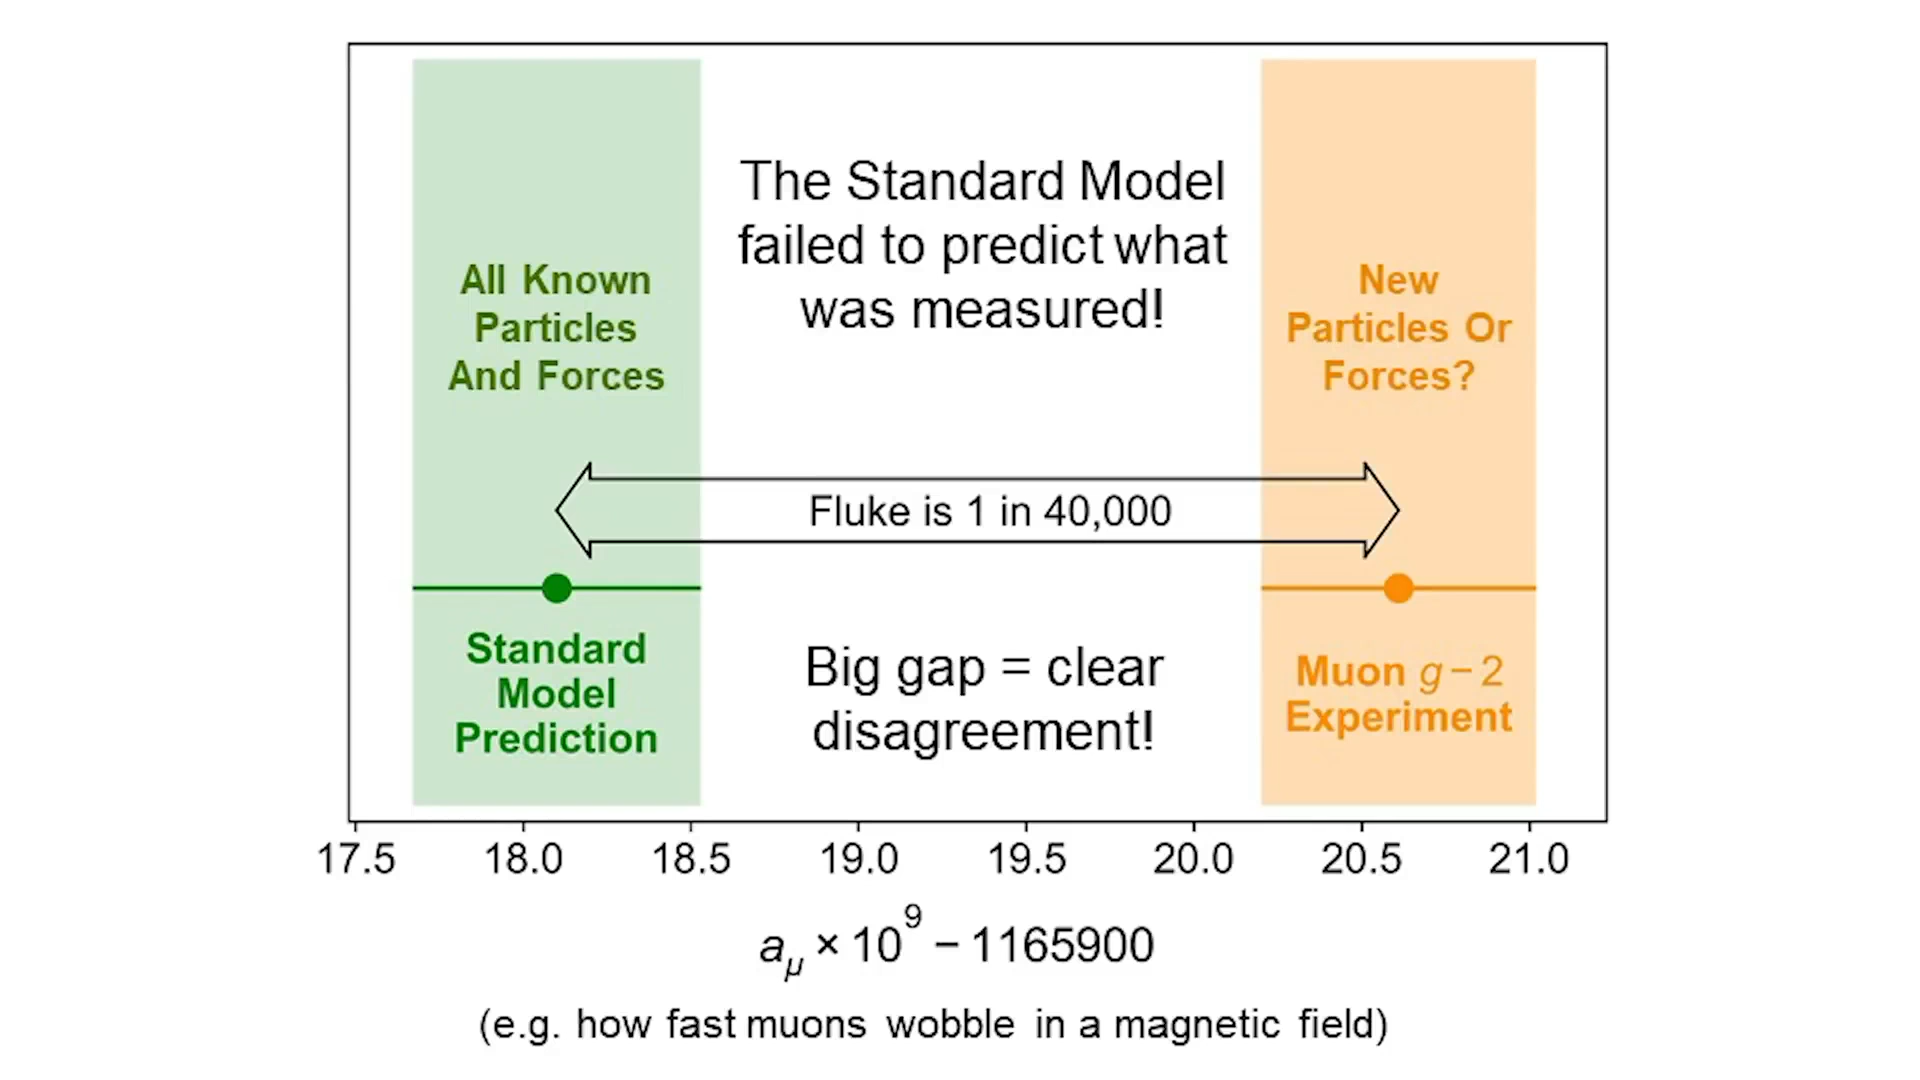 The Standard Model
failed to predict what
was measured!
All Known
Particles
And Forces
New
Particles Or
Forces?
Fluke is 1 in 40,000
Standard
Model
Prediction
Big gap = clear
disagreement!
Muon g − 2
Experiment
17.5 18.0 18.5 19.0 19.5 20.0 20.5 21.0
aμ × 10⁹ − 1165900
(e.g. how fast muons wobble in a magnetic field)